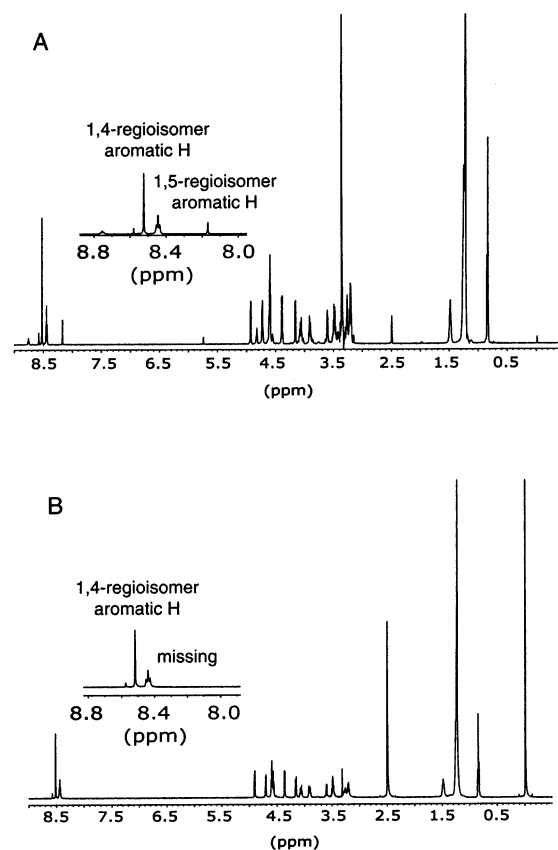 A
1,4-regioisomer
aromatic H
1,5-regioisomer
aromatic H
8.8 8.4 8.0
(ppm)
8.5 7.5 6.5 5.5 4.5 3.5 2.5 1.5 0.5
(ppm)
B
1,4-regioisomer
aromatic H
missing
8.8 8.4 8.0
(ppm)
8.5 7.5 6.5 5.5 4.5 3.5 2.5 1.5 0.5
(ppm)